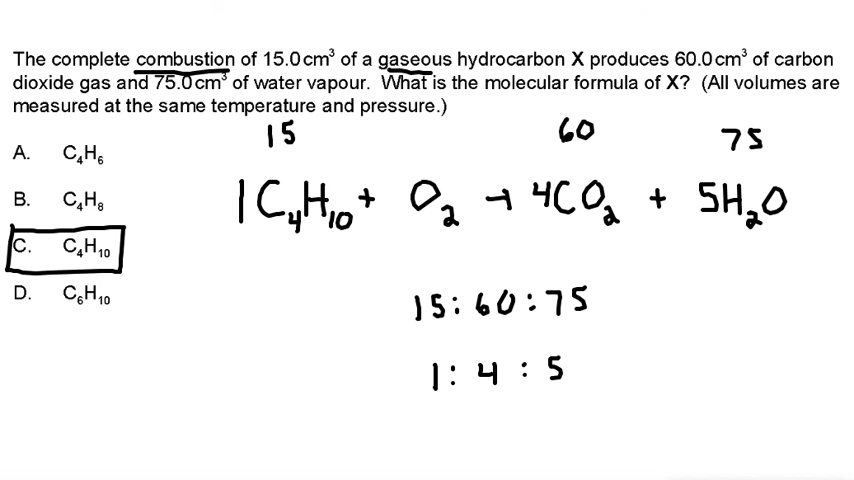 The complete combustion of 15.0 cm³ of a gaseous hydrocarbon X produces 60.0 cm³ of carbon
dioxide gas and 75.0 cm³ of water vapour. What is the molecular formula of X? (All volumes are
measured at the same temperature and pressure.)
15 60 75
A. C₄H₆
B. C₄H₈
1C₄H₁₀ + O₂ → 4CO₂ + 5H₂O
C. C₄H₁₀
D. C₆H₁₀
15 : 60 : 75
1 : 4 : 5